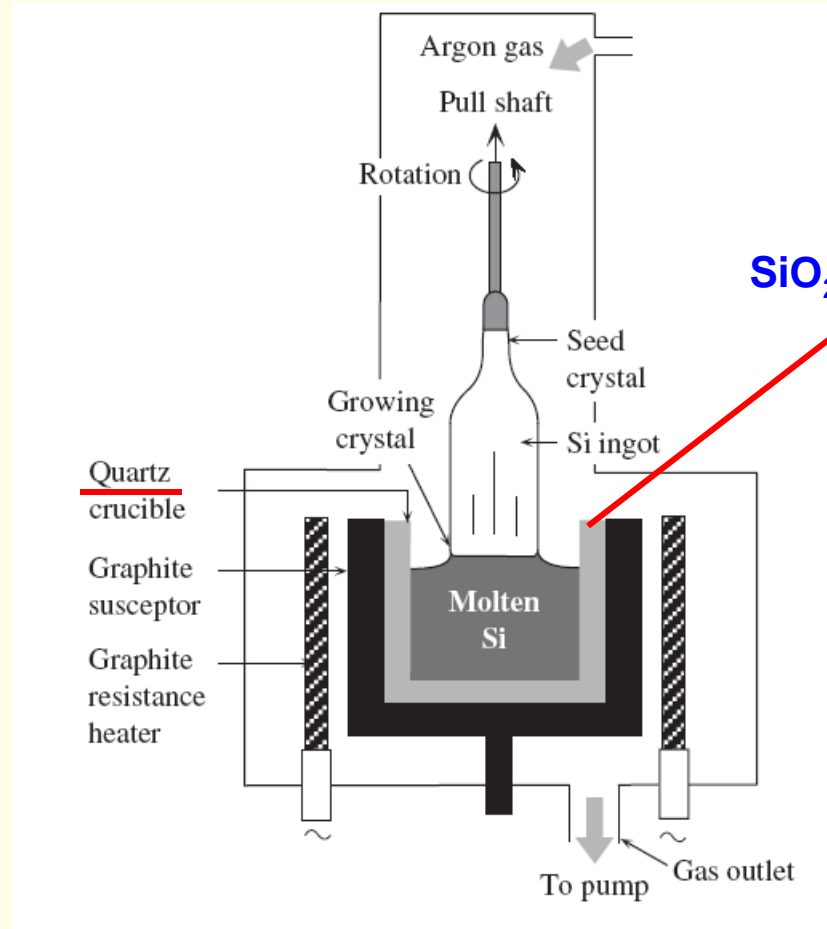 Argon gas
Pull shaft
Rotation
SiO₂
Seed
crystal
Growing
crystal
Si ingot
Quartz
crucible
Graphite
susceptor
Molten
Si
Graphite
resistance
heater
~
~
Gas outlet
To pump